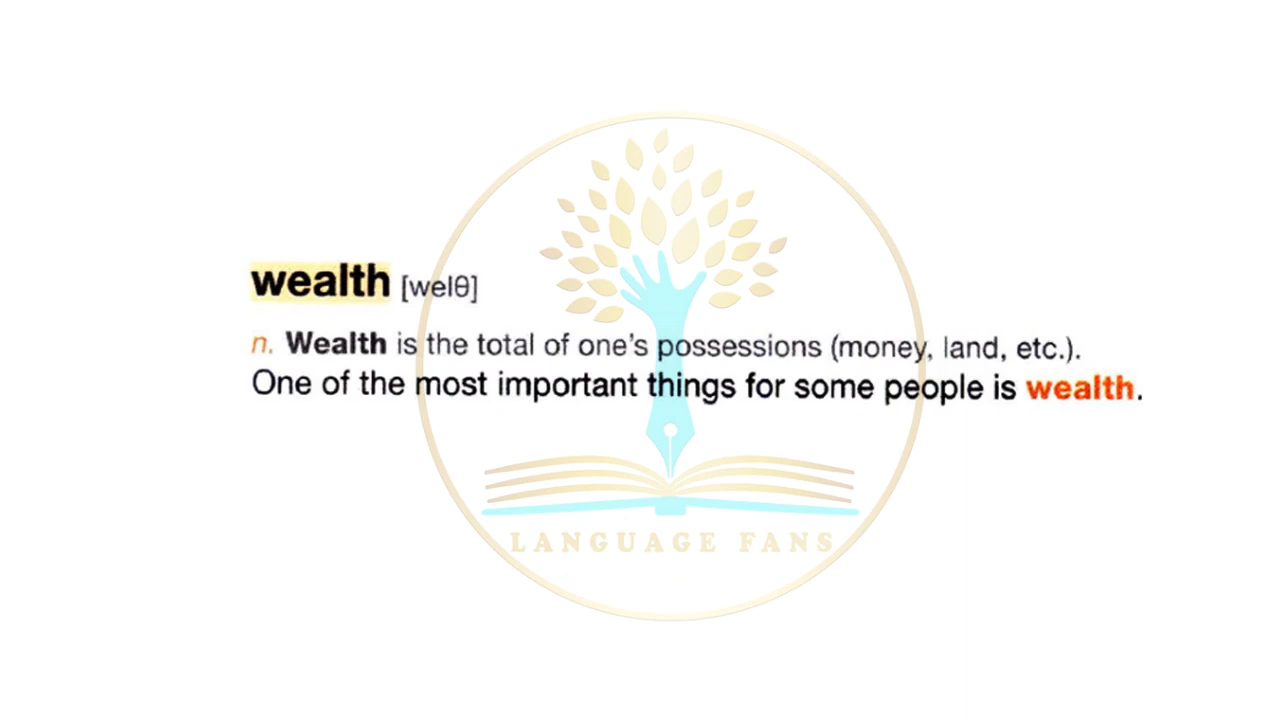 wealth [welθ]
n. Wealth is the total of one's possessions (money, land, etc.).
One of the most important things for some people is wealth.
LANGUAGE FANS